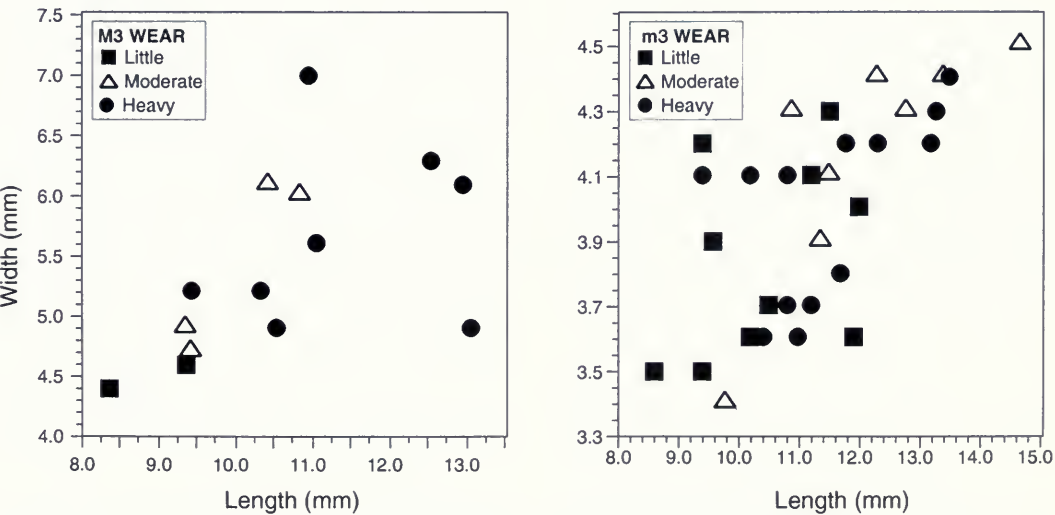 M3 WEAR
Little
Moderate
Heavy
7.5
7.0
6.5
6.0
5.5
5.0
4.5
4.0
Width (mm)
8.0 9.0 10.0 11.0 12.0 13.0
Length (mm)
m3 WEAR
Little
Moderate
Heavy
4.5
4.3
4.1
3.9
3.7
3.5
3.3
8.0 9.0 10.0 11.0 12.0 13.0 14.0 15.0
Length (mm)